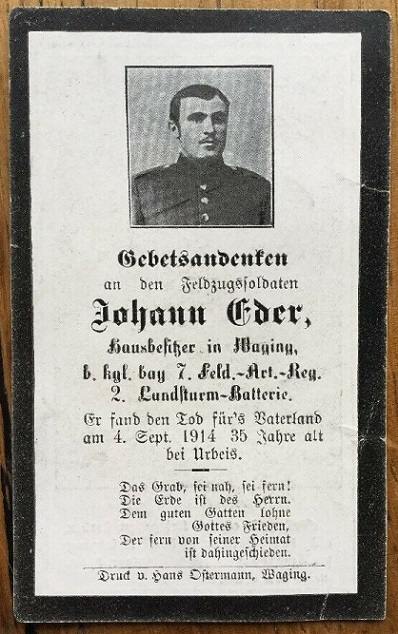 Gebetsandenken
an den Feldzugssoldaten
Johann Eder,
Hausbesitzer in Waging,
b. kgl. bay 7. Feld.-Art.-Reg.
2. Landsturm-Batterie.
Er fand den Tod für's Vaterland
am 4. Sept. 1914 35 Jahre alt
bei Urbeis.
Das Grab, sei nah, sei fern!
Die Erde ist des Herrn.
Dem guten Gatten lohne
Gottes Frieden,
Der fern von seiner Heimat
ist dahingeschieden.
Druck v. Hans Ostermann, Waging.